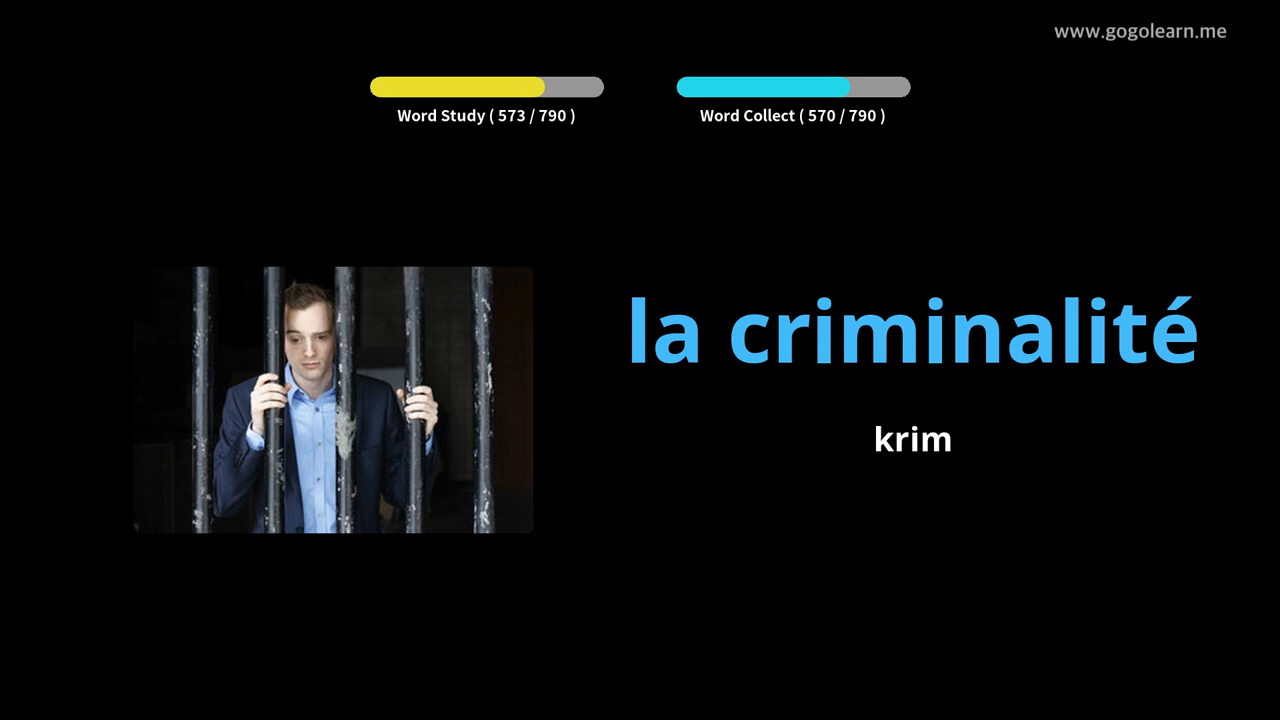 www.gogolearn.me
Word Study ( 573 / 790 )
Word Collect ( 570 / 790 )
la criminalité
krim